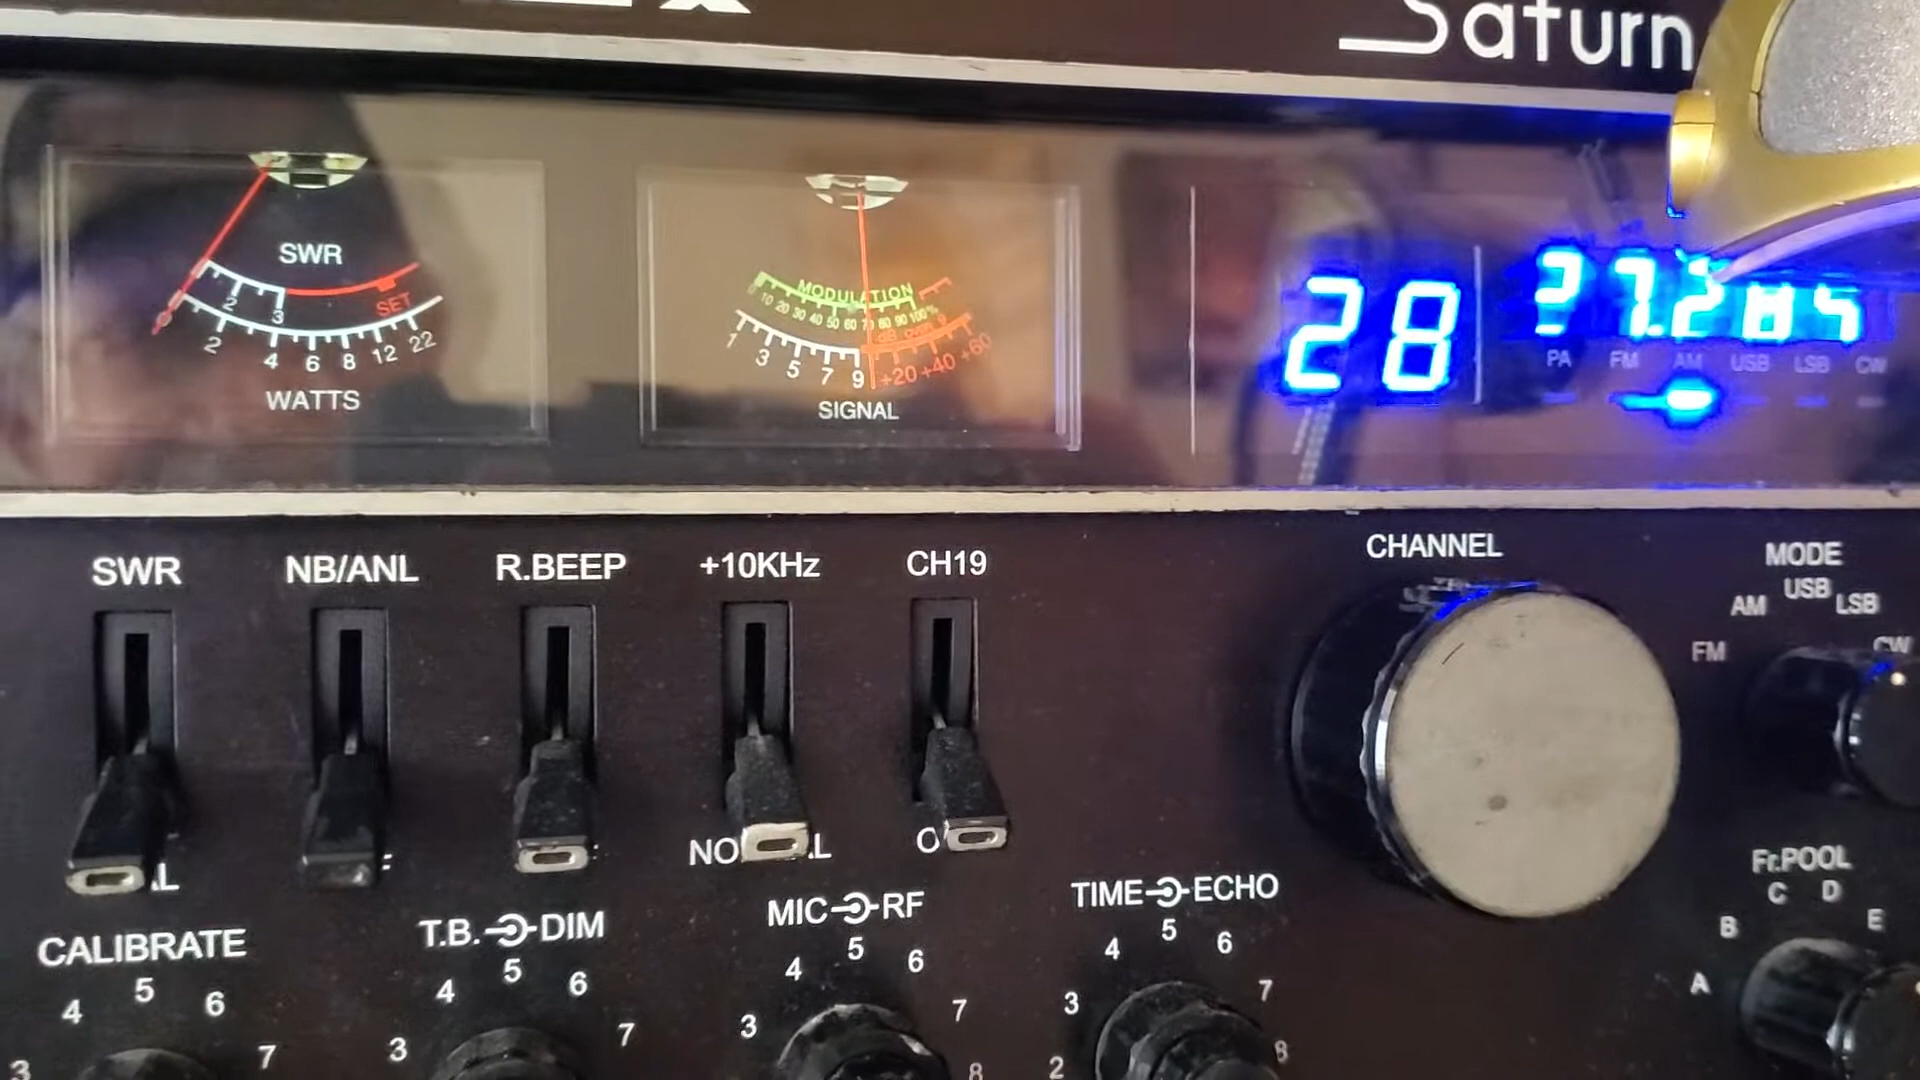 Saturn
SWR
2 3
SET
2 4 6 8 12 22
WATTS
MODULATION
10 20 30 40 50 60 70 80 90 100%
dB OVER 9
1 3 5 7 9 +20 +40 +60
SIGNAL
28
27.285
PA FM AM USB LSB CW
SWR NB/ANL R.BEEP +10KHz CH19
CHANNEL
MODE
FM AM USB LSB CW
CALIBRATE
3 4 5 6 7
T.B. DIM
3 4 5 6 7
MIC RF
3 4 5 6 7 8
TIME ECHO
2 3 4 5 6 7 8
Fr.POOL
A B C D E